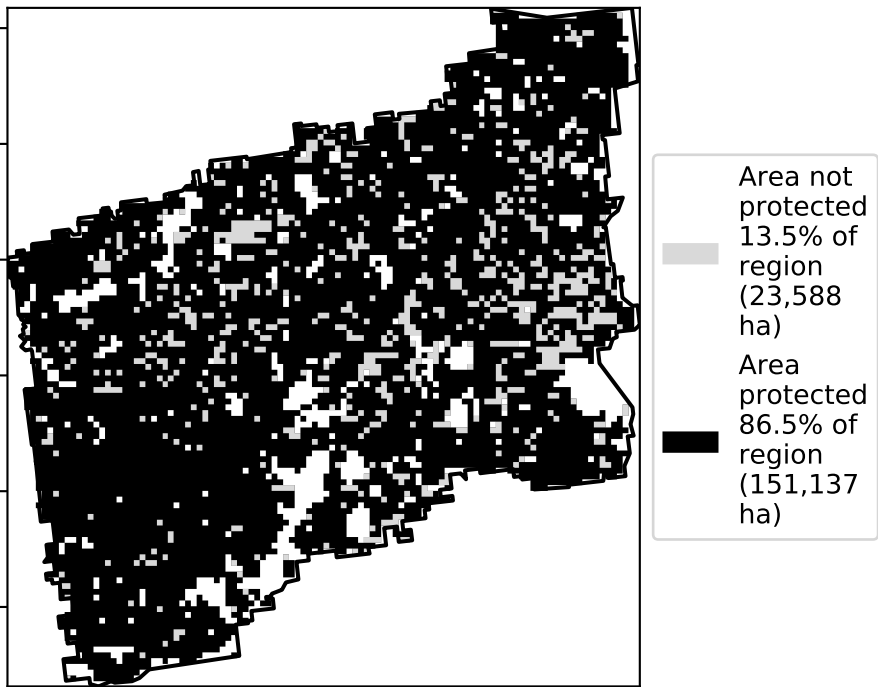 Area not
protected
13.5% of
region
(23,588
ha)
Area
protected
86.5% of
region
(151,137
ha)